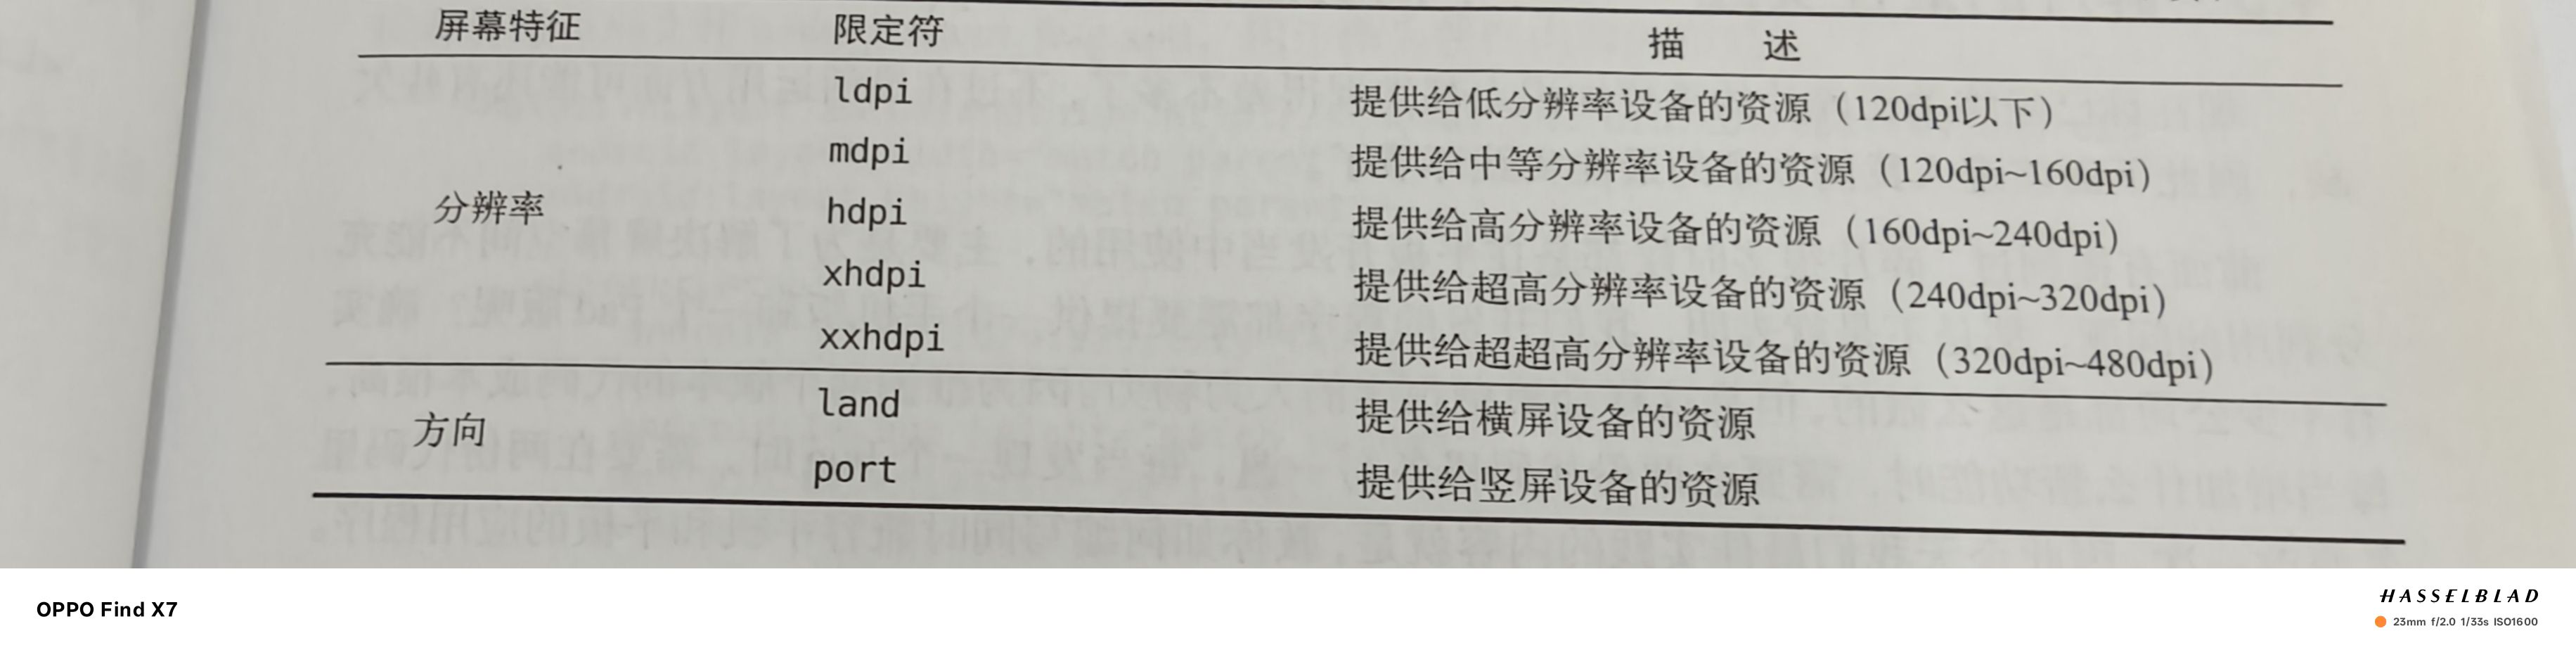 屏幕特征 限定符 描 述
ldpi 提供给低分辨率设备的资源（120dpi以下）
mdpi 提供给中等分辨率设备的资源（120dpi~160dpi）
分辨率 hdpi 提供给高分辨率设备的资源（160dpi~240dpi）
xhdpi 提供给超高分辨率设备的资源（240dpi~320dpi）
xxhdpi 提供给超超高分辨率设备的资源（320dpi~480dpi）
方向 land 提供给横屏设备的资源
port 提供给竖屏设备的资源
OPPO Find X7
HASSELBLAD
23mm f/2.0 1/33s ISO1600